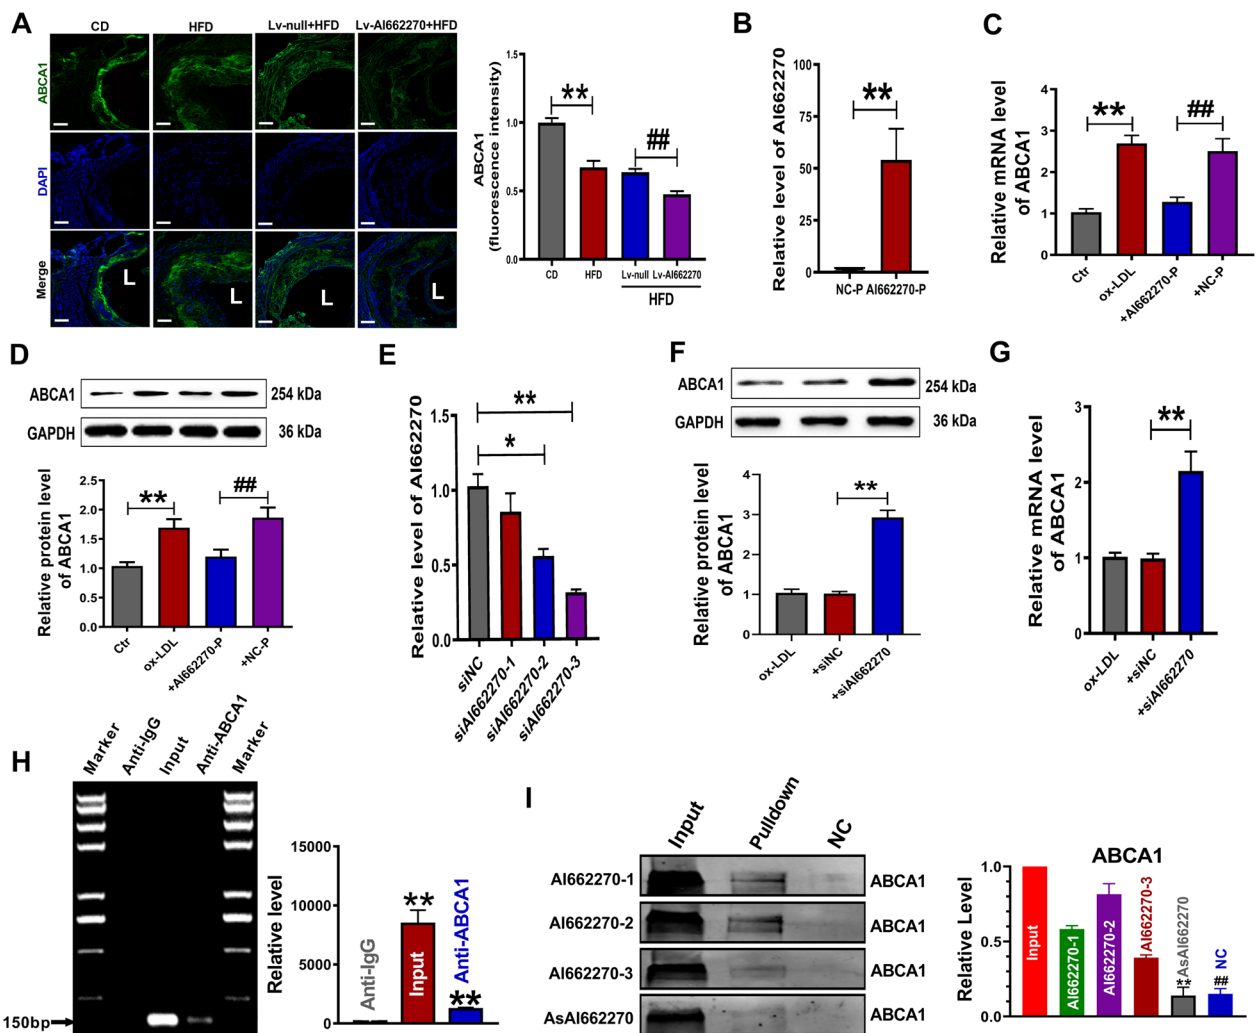 A
CD
HFD
Lv-null+HFD
Lv-AI662270+HFD
ABCA1
DAPI
Merge
L
L
L
L
ABCA1
(fluorescence intensity)
1.5
1.0
0.5
0.0
**
##
CD
HFD
Lv-null
Lv-AI662270
HFD
B
Relative level of AI662270
100
75
50
25
0
**
NC-P
AI662270-P
C
Relative mRNA level
of ABCA1
4
3
2
1
0
**
##
Ctr
ox-LDL
+AI662270-P
+NC-P
D
ABCA1
254 kDa
GAPDH
36 kDa
Relative protein level
of ABCA1
2.5
2.0
1.5
1.0
0.5
0.0
**
##
Ctr
ox-LDL
+AI662270-P
+NC-P
E
Relative level of AI662270
1.5
1.0
0.5
0.0
**
*
siNC
siAI662270-1
siAI662270-2
siAI662270-3
F
ABCA1
254 kDa
GAPDH
36 kDa
Relative protein level
of ABCA1
4
3
2
1
0
**
ox-LDL
+siNC
+siAI662270
G
Relative mRNA level
of ABCA1
3
2
1
0
**
ox-LDL
+siNC
+siAI662270
H
Marker
Anti-IgG
Input
Anti-ABCA1
Marker
150bp
Relative level
15000
10000
5000
0
Anti-IgG
**
Input
Anti-ABCA1
**
I
Input
Pulldown
NC
AI662270-1
ABCA1
AI662270-2
ABCA1
AI662270-3
ABCA1
AsAI662270
ABCA1
ABCA1
Relative Level
1.0
0.5
0.0
Input
AI662270-1
AI662270-2
AI662270-3
AsAI662270
**
NC
##